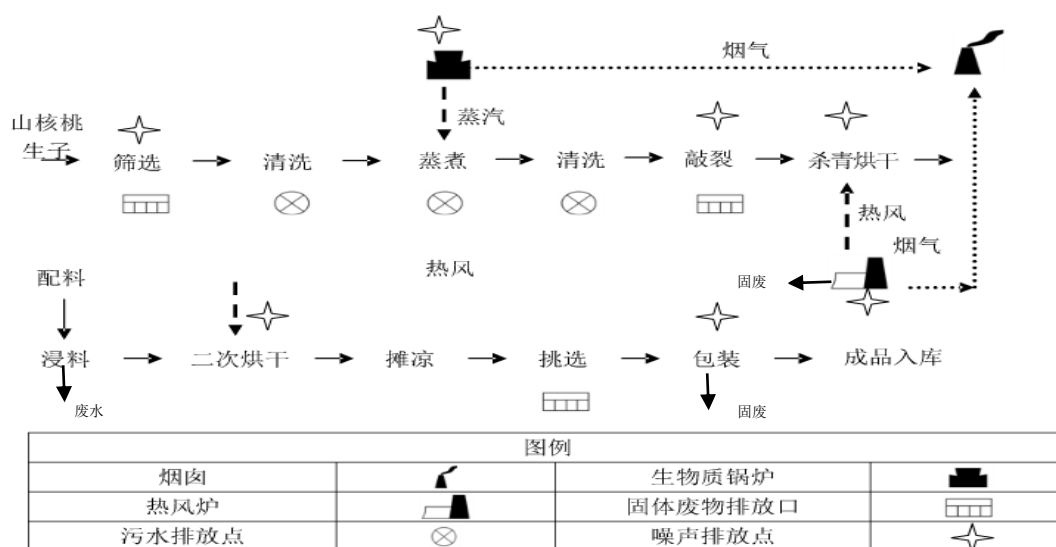 烟气
蒸汽
山核桃
生子
筛选
清洗
蒸煮
清洗
敲裂
杀青烘干
热风
烟气
热风
固废
配料
浸料
二次烘干
摊凉
挑选
包装
成品入库
废水
固废
图例
烟囱
生物质锅炉
热风炉
固体废物排放口
污水排放点
噪声排放点